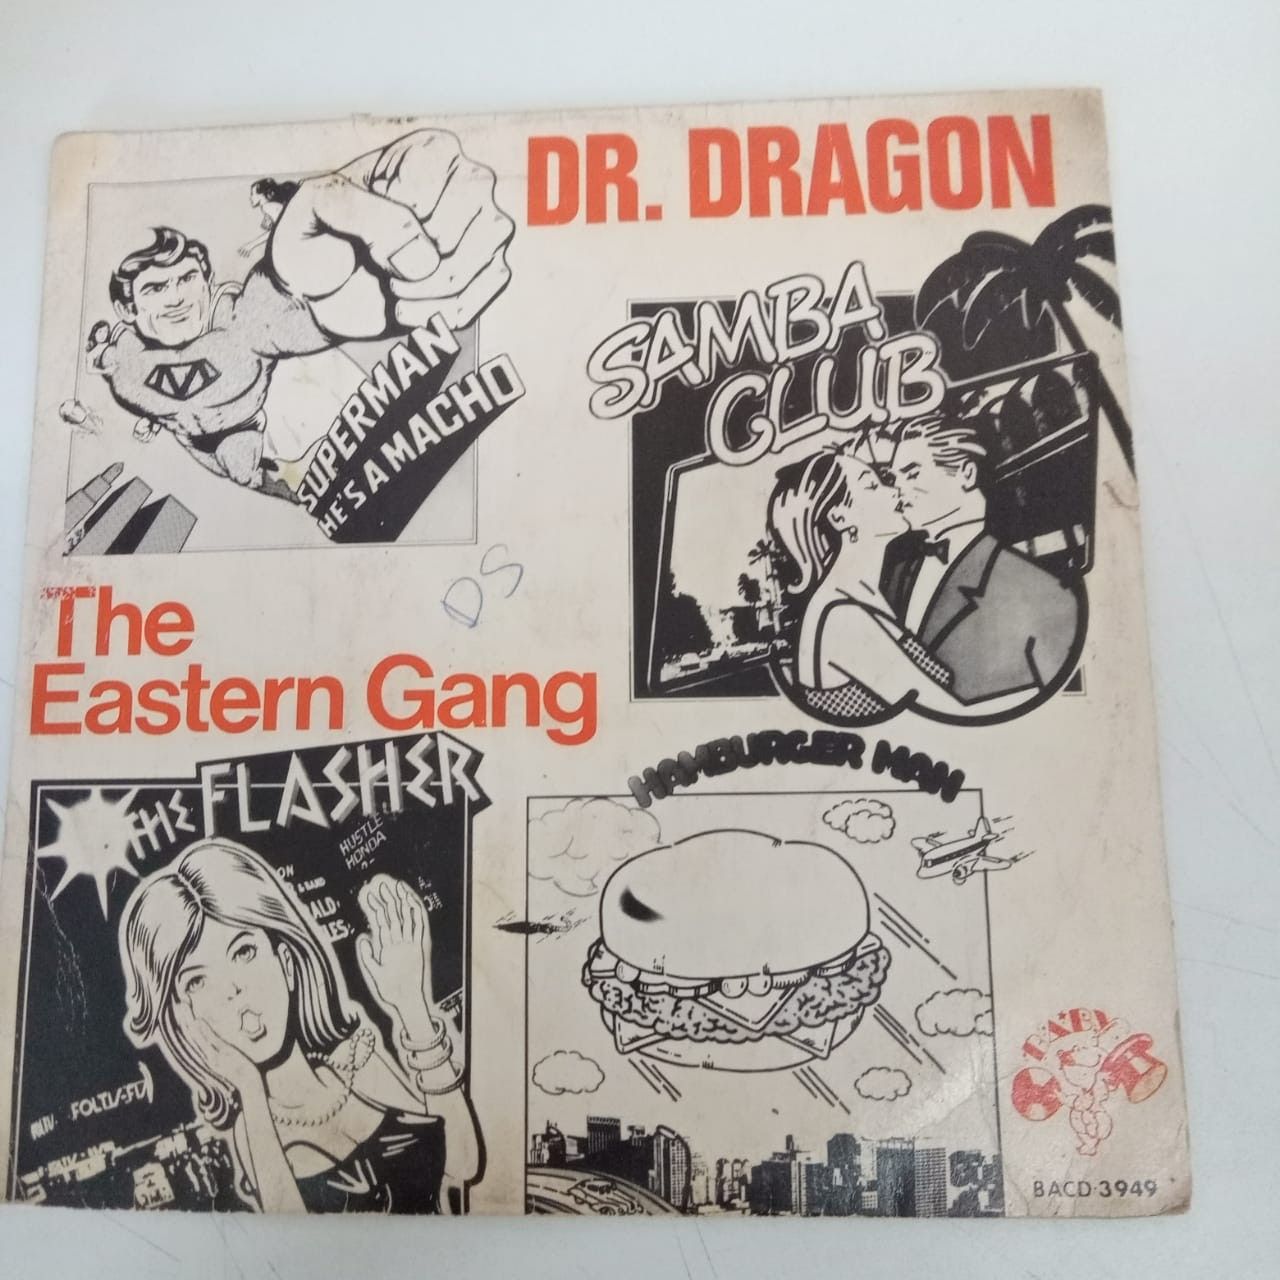 DR. DRAGON
SUPERMAN
HE'S A MACHO
SAMBA
CLUB
DS
The
Eastern Gang
THE FLASHER
HUSTLE
HONDA
HAMBURGER MAN
BABY
BACD·3949